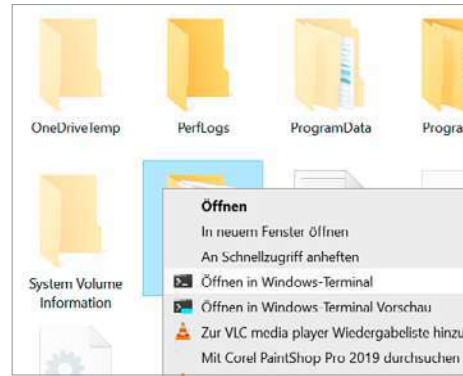 OneDriveTemp
PerfLogs
ProgramData
Progra
System Volume
Information
Öffnen
In neuem Fenster öffnen
An Schnellzugriff anheften
Öffnen in Windows-Terminal
Öffnen in Windows-Terminal Vorschau
Zur VLC media player Wiedergabeliste hinzu
Mit Corel PaintShop Pro 2019 durchsuchen